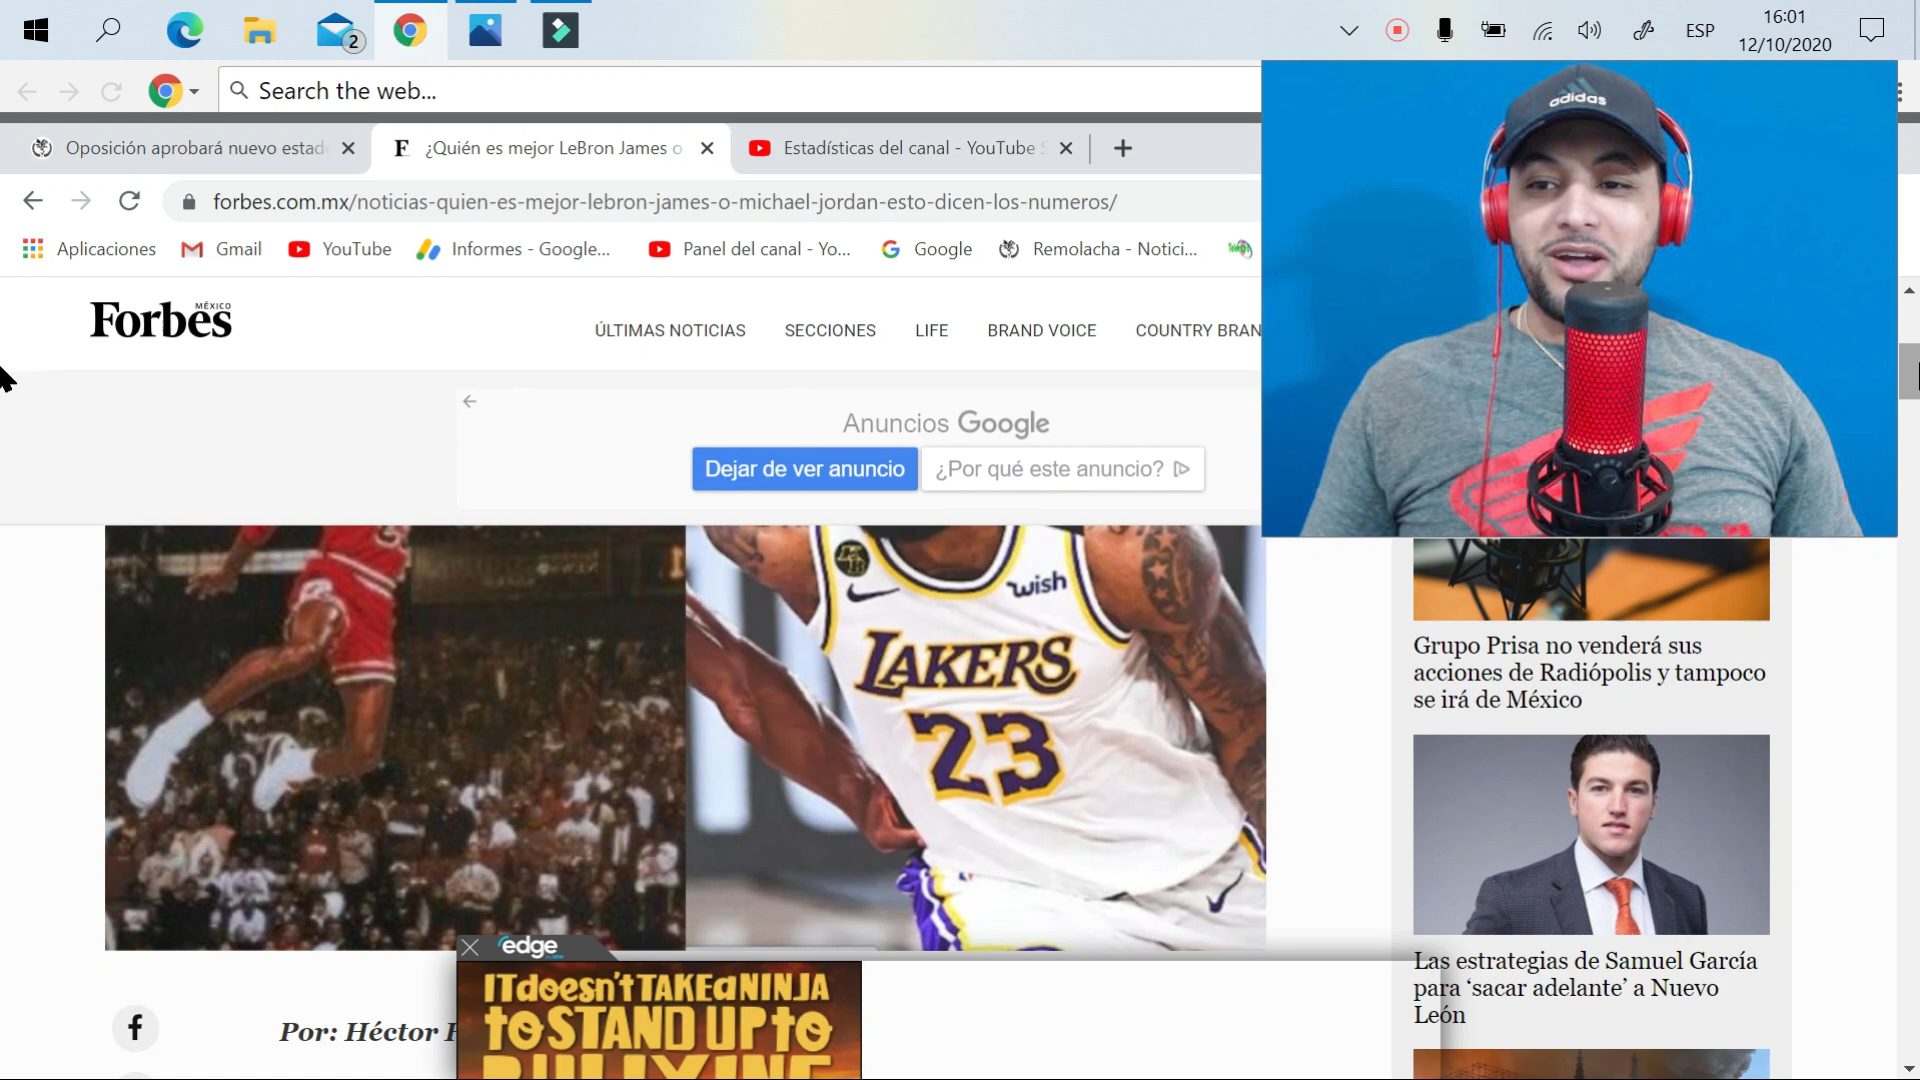 2
ESP
16:01
12/10/2020
Search the web...
Oposición aprobará nuevo estad
¿Quién es mejor LeBron James o
Estadísticas del canal - YouTube S
forbes.com.mx/noticias-quien-es-mejor-lebron-james-o-michael-jordan-esto-dicen-los-numeros/
Aplicaciones
Gmail
YouTube
Informes - Google...
Panel del canal - Yo...
Google
Remolacha - Notici...
adidas
Forbes
MÉXICO
ÚLTIMAS NOTICIAS
SECCIONES
LIFE
BRAND VOICE
COUNTRY BRAN
Anuncios Google
Dejar de ver anuncio
¿Por qué este anuncio?
wish
LAKERS
23
Grupo Prisa no venderá sus
acciones de Radiópolis y tampoco
se irá de México
Las estrategias de Samuel García
para ‘sacar adelante’ a Nuevo
León
edge
ITdoesn'tTAKEaNINJA
toSTAND UPto
BULLYING
Por: Héctor